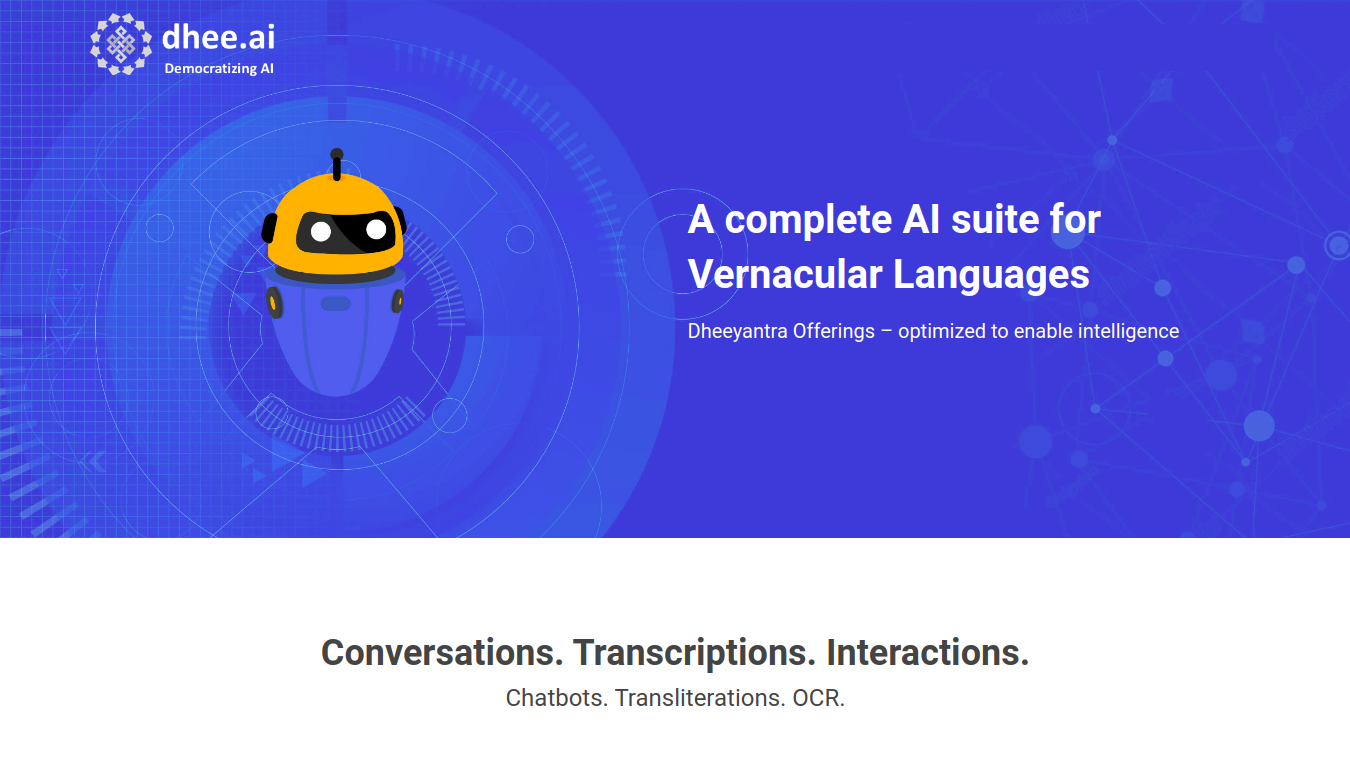 dhee.ai
Democratizing AI
A complete AI suite for
Vernacular Languages
Dheeyantra Offerings – optimized to enable intelligence
Conversations. Transcriptions. Interactions.
Chatbots. Transliterations. OCR.